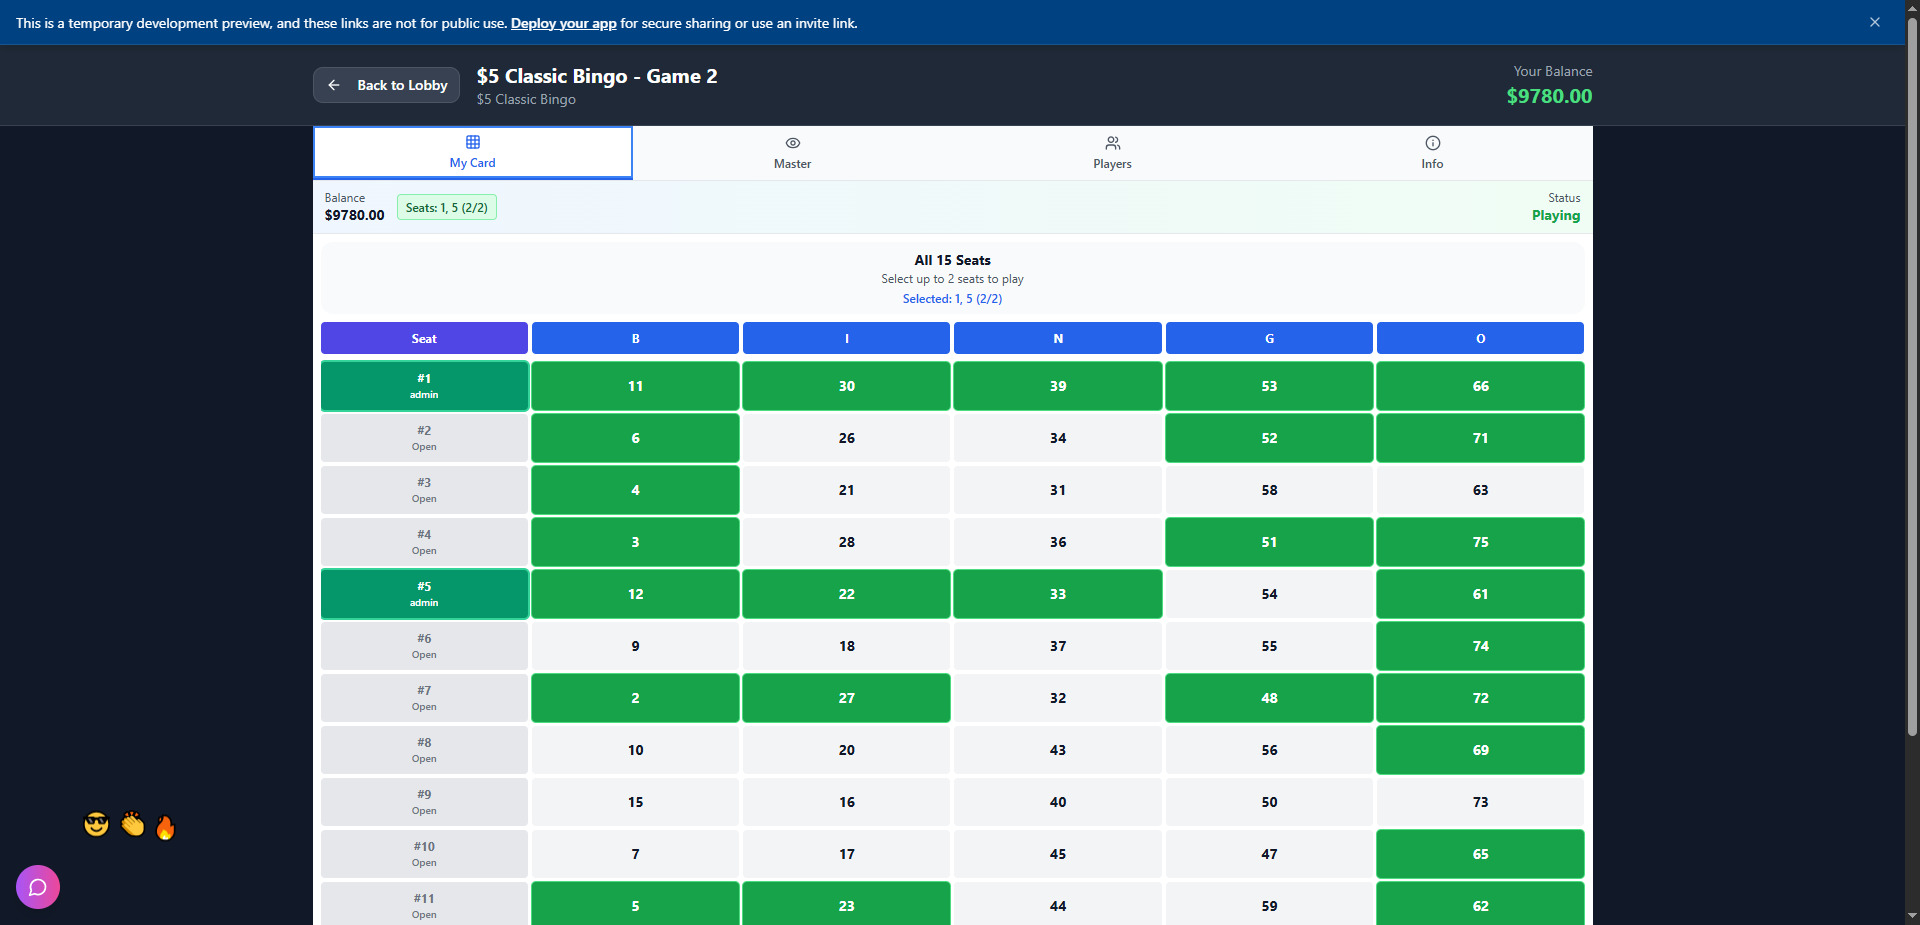 This is a temporary development preview, and these links are not for public use. Deploy your app for secure sharing or use an invite link.
Back to Lobby
$5 Classic Bingo - Game 2
$5 Classic Bingo
Your Balance
$9780.00
My Card
Master
Players
Info
Balance
$9780.00
Seats: 1, 5 (2/2)
Status
Playing
All 15 Seats
Select up to 2 seats to play
Selected: 1, 5 (2/2)
Seat B I N G O
#1 admin 11 30 39 53 66
#2 Open 6 26 34 52 71
#3 Open 4 21 31 58 63
#4 Open 3 28 36 51 75
#5 admin 12 22 33 54 61
#6 Open 9 18 37 55 74
#7 Open 2 27 32 48 72
#8 Open 10 20 43 56 69
#9 Open 15 16 40 50 73
#10 Open 7 17 45 47 65
#11 Open 5 23 44 59 62